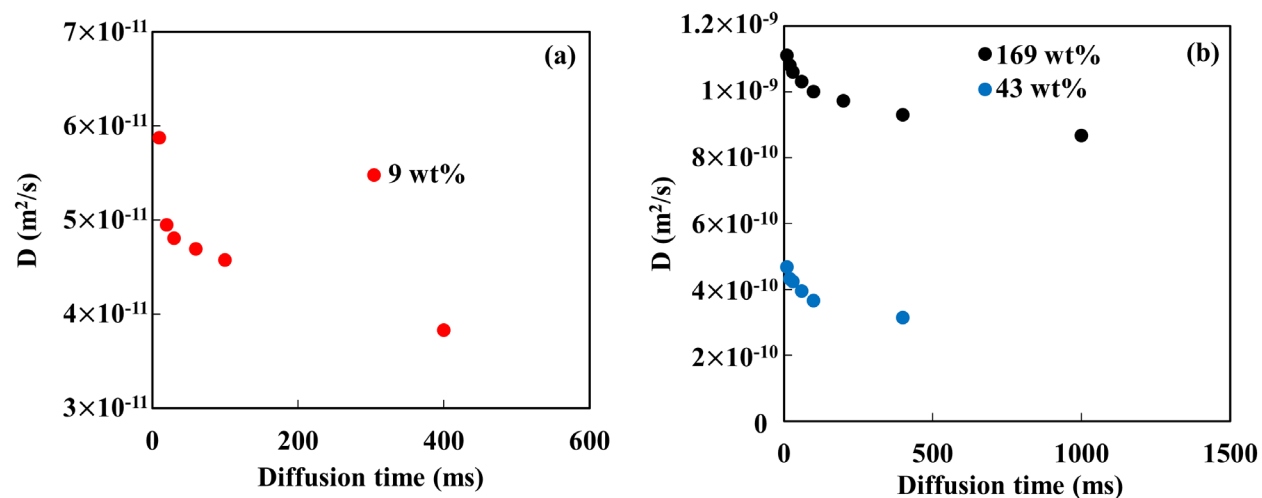 (a)
7×10⁻¹¹
6×10⁻¹¹
5×10⁻¹¹
4×10⁻¹¹
3×10⁻¹¹
D (m²/s)
9 wt%
0 200 400 600
Diffusion time (ms)
(b)
1.2×10⁻⁹
1×10⁻⁹
8×10⁻¹⁰
6×10⁻¹⁰
4×10⁻¹⁰
2×10⁻¹⁰
0
D (m²/s)
169 wt%
43 wt%
0 500 1000 1500
Diffusion time (ms)